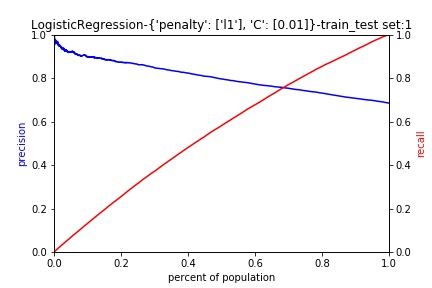 LogisticRegression-{'penalty': ['l1'], 'C': [0.01]}-train_test set:1
1.0
0.8
0.6
0.4
0.2
0.0
precision
1.0
0.8
0.6
0.4
0.2
0.0
recall
0.0 0.2 0.4 0.6 0.8 1.0
percent of population